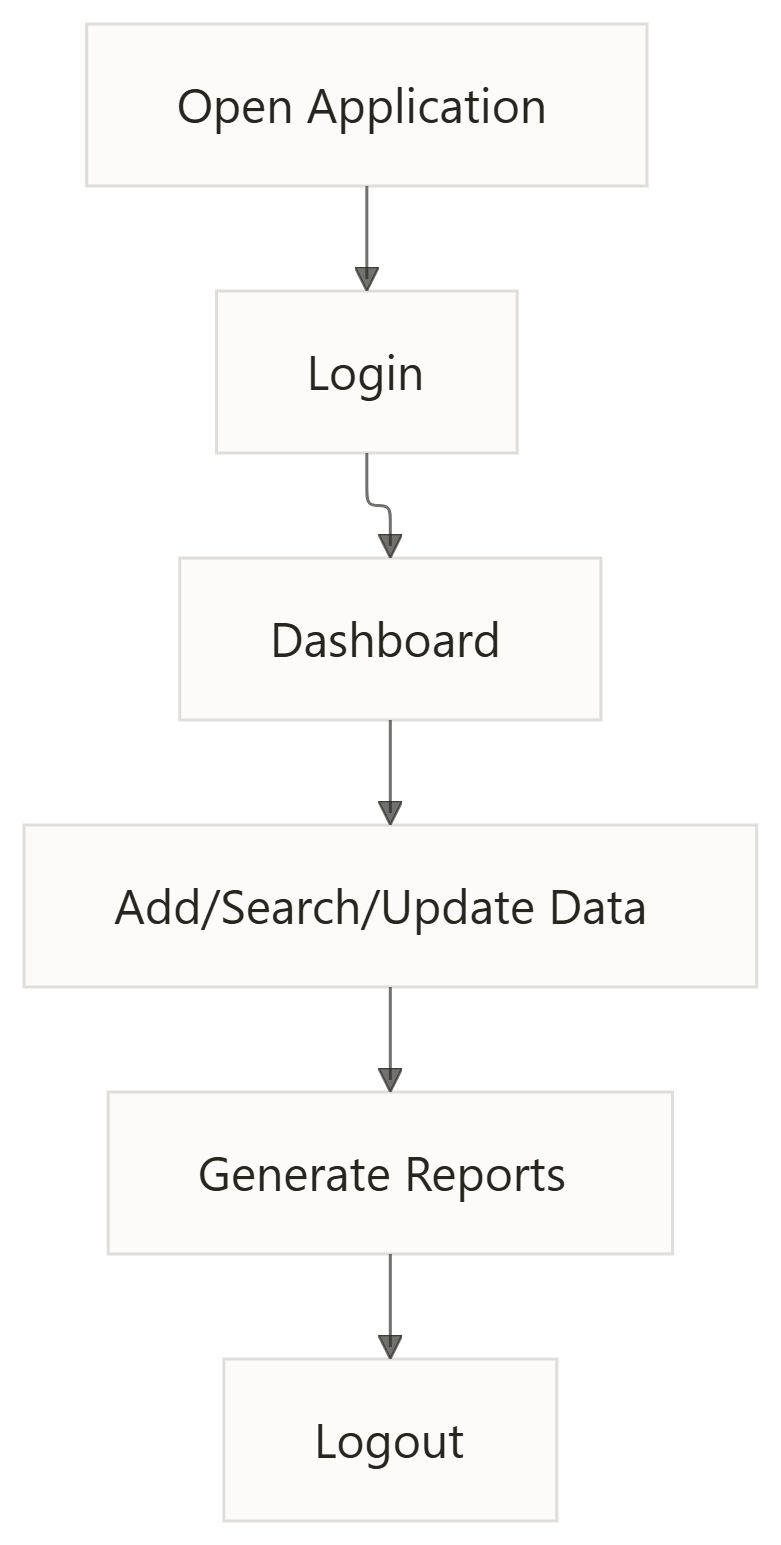 Open Application
Login
Dashboard
Add/Search/Update Data
Generate Reports
Logout